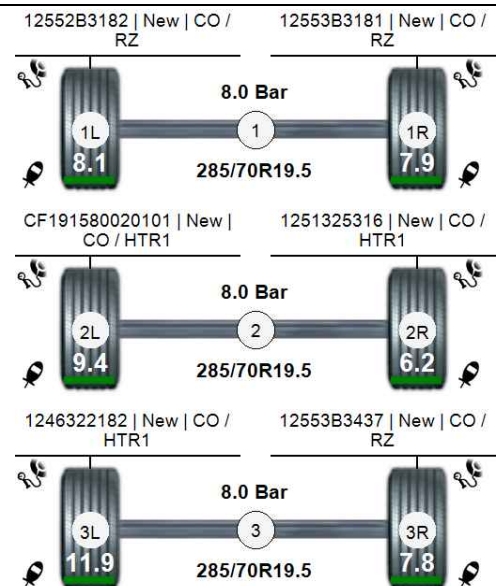 12552B3182 | New | CO /
RZ
12553B3181 | New | CO /
RZ
8.0 Bar
1L
1
1R
8.1
7.9
285/70R19.5
CF191580020101 | New |
CO / HTR1
1251325316 | New | CO /
HTR1
8.0 Bar
2L
2
2R
9.4
6.2
285/70R19.5
1246322182 | New | CO /
HTR1
12553B3437 | New | CO /
RZ
8.0 Bar
3L
3
3R
11.9
7.8
285/70R19.5